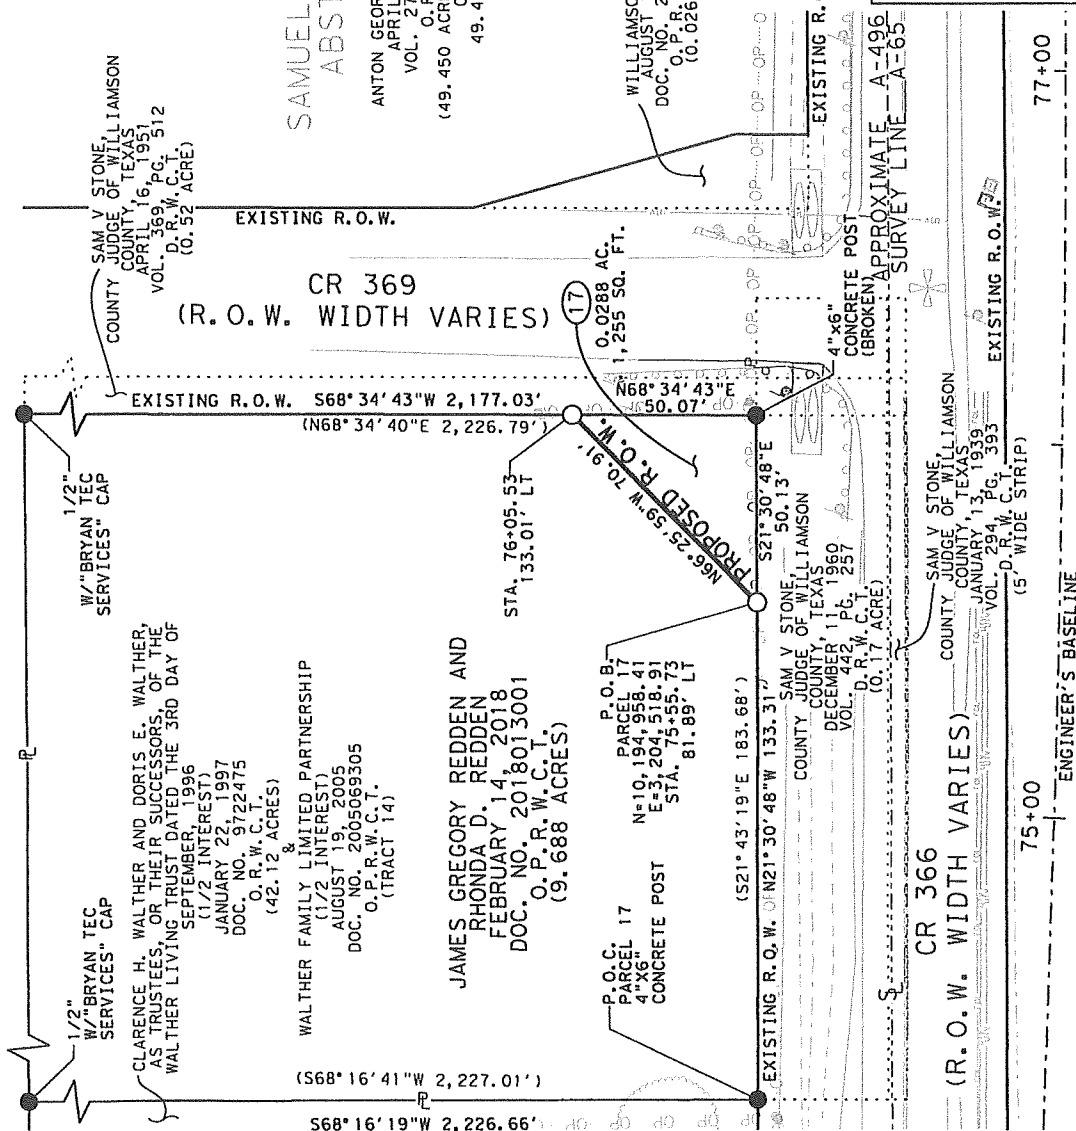 SAMUEL
ABST
ANTON GEOR
APRIL
VOL. 27
O.P.
(49.450 ACRE
49.4
WILLIAMSO
AUGUST
DOC. NO. 2
O.P.R.
(0.026
SAM V STONE,
COUNTY JUDGE OF WILLIAMSON
COUNTY, TEXAS
APRIL 16, 1951
VOL. 369, PG. 512
D.R.W.C.T.
(0.52 ACRE)
EXISTING R.O.W.
CR 369
(R.O.W. WIDTH VARIES)
17
0.0288 AC.
1,255 SQ. FT.
EXISTING R.
APPROXIMATE A-496
SURVEY LINE A-65
77+00
4"x6"
CONCRETE POST
(BROKEN)
EXISTING R.O.W.
EXISTING R.O.W. S68°34'43"W 2,177.03'
(N68°34'40"E 2,226.79')
N68°34'43"E
50.07'
1/2"
W/"BRYAN TEC
SERVICES" CAP
PROPOSED R.O.W.
N66°25'59"W 70.91'
S21°30'48"E
50.13'
STA. 76+05.53
133.01' LT
1/2"
W/"BRYAN TEC
SERVICES" CAP
CLARENCE H. WALTHER AND DORIS E. WALTHER,
AS TRUSTEES, OR THEIR SUCCESSORS, OF THE
WALTHER LIVING TRUST DATED THE 3RD DAY OF
SEPTEMBER, 1996
(1/2 INTEREST)
JANUARY 22, 1997
DOC. NO. 9722475
O.R.W.C.T.
(42.12 ACRES)
&
WALTHER FAMILY LIMITED PARTNERSHIP
(1/2 INTEREST)
AUGUST 19, 2005
DOC. NO. 2005069305
O.P.R.W.C.T.
(TRACT 14)
JAMES GREGORY REDDEN AND
RHONDA D. REDDEN
FEBRUARY 14, 2018
DOC. NO. 2018013001
O.P.R.W.C.T.
(9.688 ACRES)
P.O.B.
PARCEL 17
N=10,194,958.41
E=3,204,518.91
STA. 75+55.73
81.89' LT
P.O.C.
PARCEL 17
4"X6"
CONCRETE POST
(S21°43'19"E 183.68')
EXISTING R.O.W. N21°30'48"W 133.31'
SAM V STONE,
COUNTY JUDGE OF WILLIAMSON
COUNTY, TEXAS
DECEMBER 11, 1960
VOL. 442, PG. 257
D.R.W.C.T.
(0.17 ACRE)
SAM V STONE,
COUNTY JUDGE OF WILLIAMSON
COUNTY, TEXAS
JANUARY 13, 1939
VOL. 294, PG. 393
D.R.W.C.T.
(5' WIDE STRIP)
CR 366
(R.O.W. WIDTH VARIES)
75+00
ENGINEER'S BASELINE
(S68°16'41"W 2,227.01')
S68°16'19"W 2,226.66'